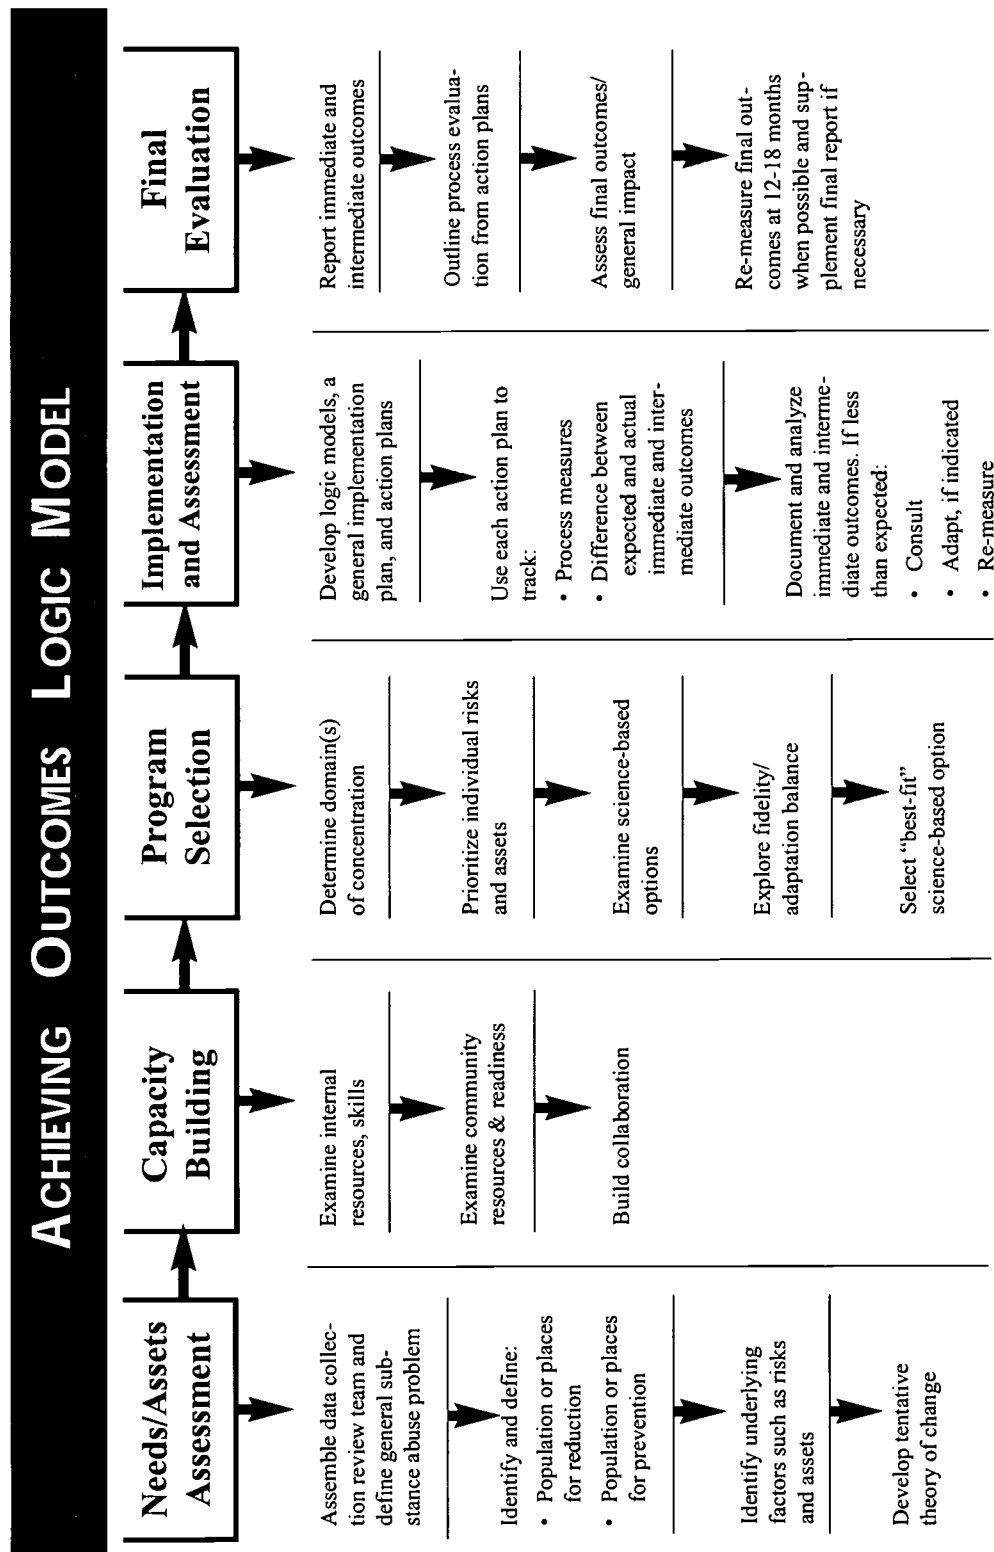 ACHIEVING OUTCOMES LOGIC MODEL
Needs/Assets
Assessment
Assemble data collec-
tion review team and
define general sub-
stance abuse problem
Identify and define:
• Population or places
for reduction
• Population or places
for prevention
Identify underlying
factors such as risks
and assets
Develop tentative
theory of change
Capacity
Building
Examine internal
resources, skills
Examine community
resources & readiness
Build collaboration
Program
Selection
Determine domain(s)
of concentration
Prioritize individual risks
and assets
Examine science-based
options
Explore fidelity/
adaptation balance
Select “best-fit”
science-based option
Implementation
and Assessment
Develop logic models, a
general implementation
plan, and action plans
Use each action plan to
track:
• Process measures
• Difference between
expected and actual
immediate and inter-
mediate outcomes
Document and analyze
immediate and interme-
diate outcomes. If less
than expected:
• Consult
• Adapt, if indicated
• Re-measure
Final
Evaluation
Report immediate and
intermediate outcomes
Outline process evalua-
tion from action plans
Assess final outcomes/
general impact
Re-measure final out-
comes at 12-18 months
when possible and sup-
plement final report if
necessary